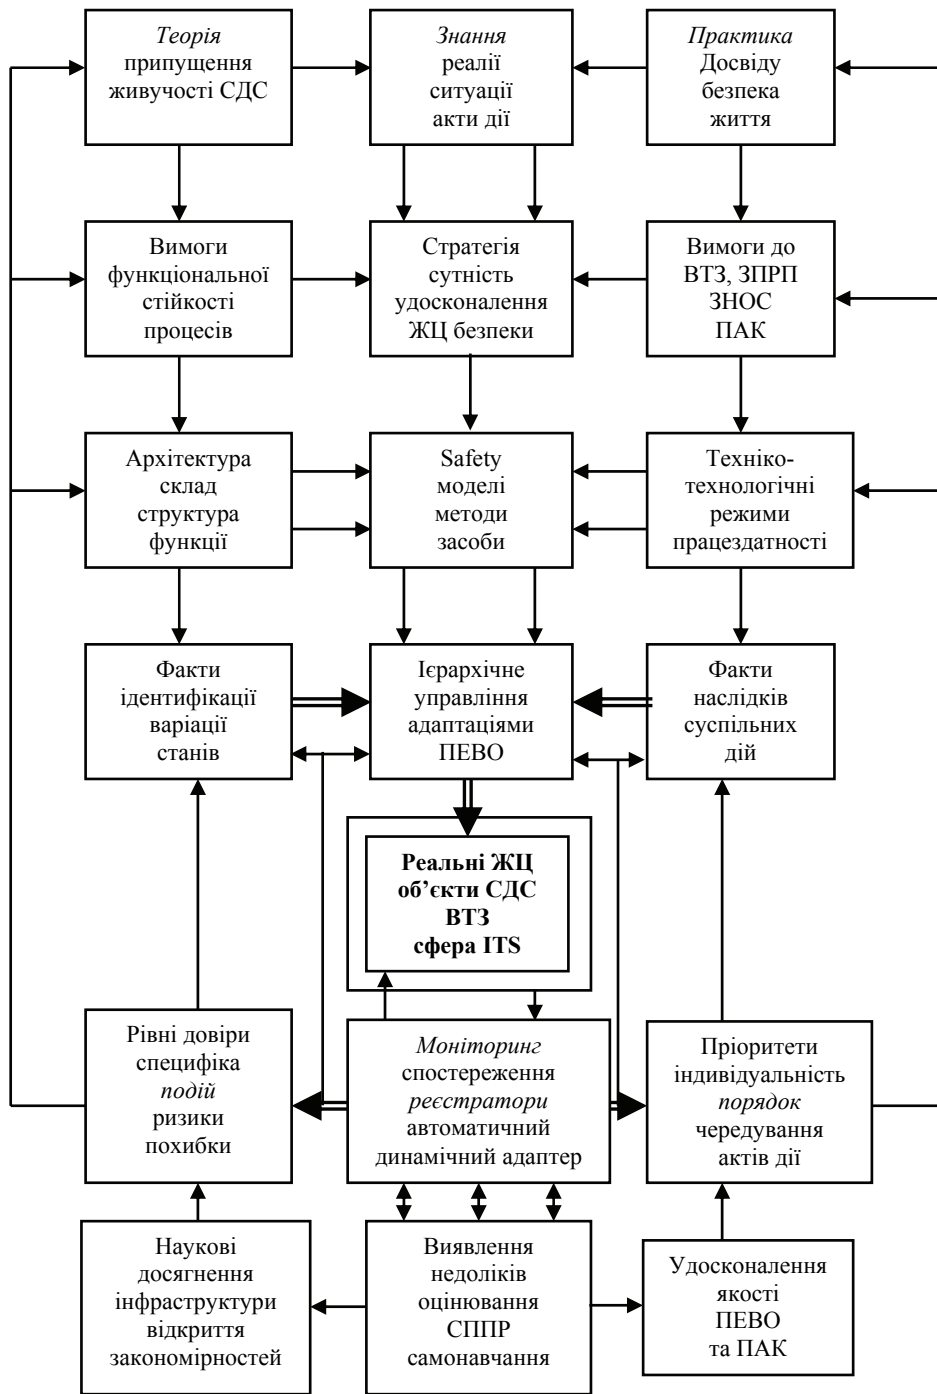 Теорія
припущення
живучості СДС
Знання
реалії
ситуації
акти дії
Практика
Досвіду
безпека
життя
Вимоги
функціональної
стійкості
процесів
Стратегія
сутність
удосконалення
ЖЦ безпеки
Вимоги до
ВТЗ, ЗПРП
ЗНОС
ПАК
Архітектура
склад
структура
функції
Safety
моделі
методи
засоби
Техніко-
технологічні
режими
працездатності
Факти
ідентифікації
варіації
станів
Ієрархічне
управління
адаптаціями
ПЕВО
Факти
наслідків
суспільних
дій
Реальні ЖЦ
об’єкти СДС
ВТЗ
сфера ITS
Рівні довіри
специфіка
подій
ризики
похибки
Моніторинг
спостереження
реєстратори
автоматичний
динамічний адаптер
Пріоритети
індивідуальність
порядок
чередування
актів дії
Наукові
досягнення
інфраструктури
відкриття
закономірностей
Виявлення
недоліків
оцінювання
СППР
самонавчання
Удосконалення
якості
ПЕВО
та ПАК